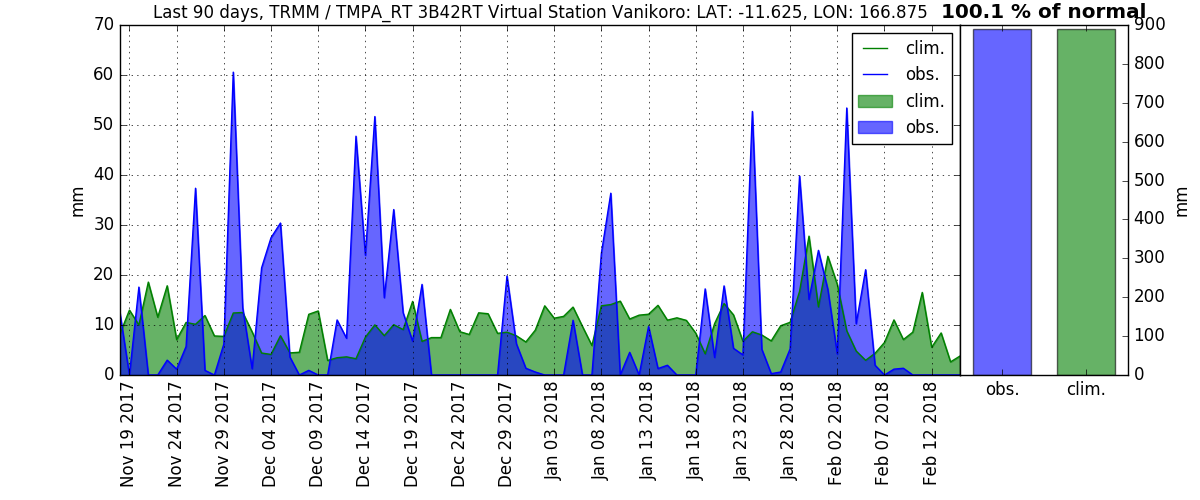 Last 90 days, TRMM / TMPA_RT 3B42RT Virtual Station Vanikoro: LAT: -11.625, LON: 166.875 100.1 % of normal
70
60
50
40
30
20
10
0
mm
clim.
obs.
clim.
obs.
900
800
700
600
500
400
300
200
100
0
mm
obs. clim.
Nov 19 2017
Nov 24 2017
Nov 29 2017
Dec 04 2017
Dec 09 2017
Dec 14 2017
Dec 19 2017
Dec 24 2017
Dec 29 2017
Jan 03 2018
Jan 08 2018
Jan 13 2018
Jan 18 2018
Jan 23 2018
Jan 28 2018
Feb 02 2018
Feb 07 2018
Feb 12 2018